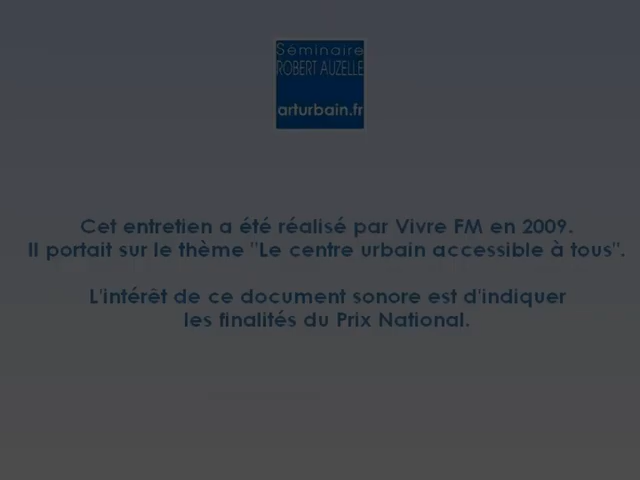 Séminaire
ROBERT AUZELLE
arturbain.fr
Cet entretien a été réalisé par Vivre FM en 2009.
Il portait sur le thème "Le centre urbain accessible à tous".
L'intérêt de ce document sonore est d'indiquer
les finalités du Prix National.